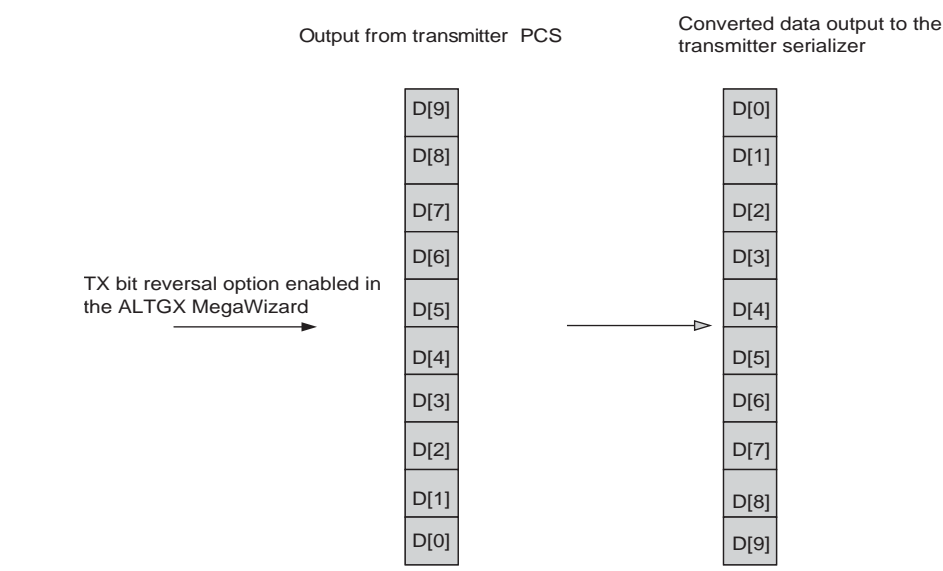 Output from transmitter PCS
Converted data output to the
transmitter serializer
TX bit reversal option enabled in
the ALTGX MegaWizard
D[9]
D[8]
D[7]
D[6]
D[5]
D[4]
D[3]
D[2]
D[1]
D[0]
D[0]
D[1]
D[2]
D[3]
D[4]
D[5]
D[6]
D[7]
D[8]
D[9]